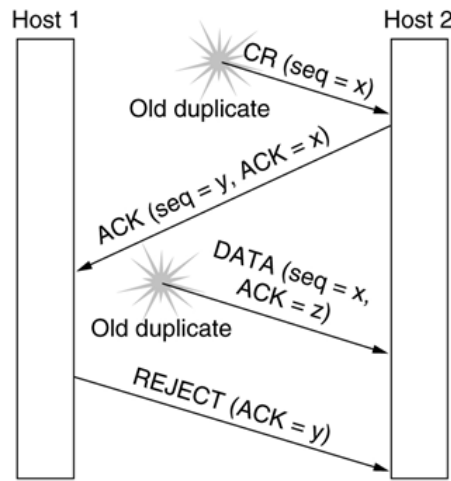 Host 1
Host 2
CR (seq = x)
Old duplicate
ACK (seq = y, ACK = x)
DATA (seq = x,
ACK = z)
Old duplicate
REJECT (ACK = y)